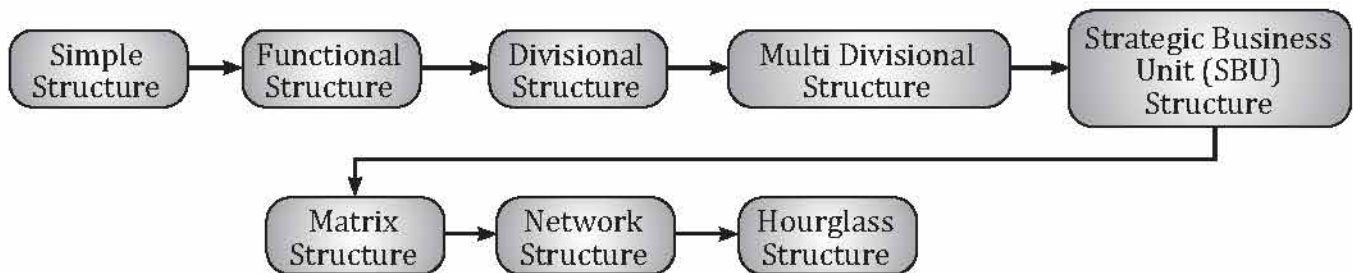 Simple
Structure
Functional
Structure
Divisional
Structure
Multi Divisional
Structure
Strategic Business
Unit (SBU)
Structure
Matrix
Structure
Network
Structure
Hourglass
Structure